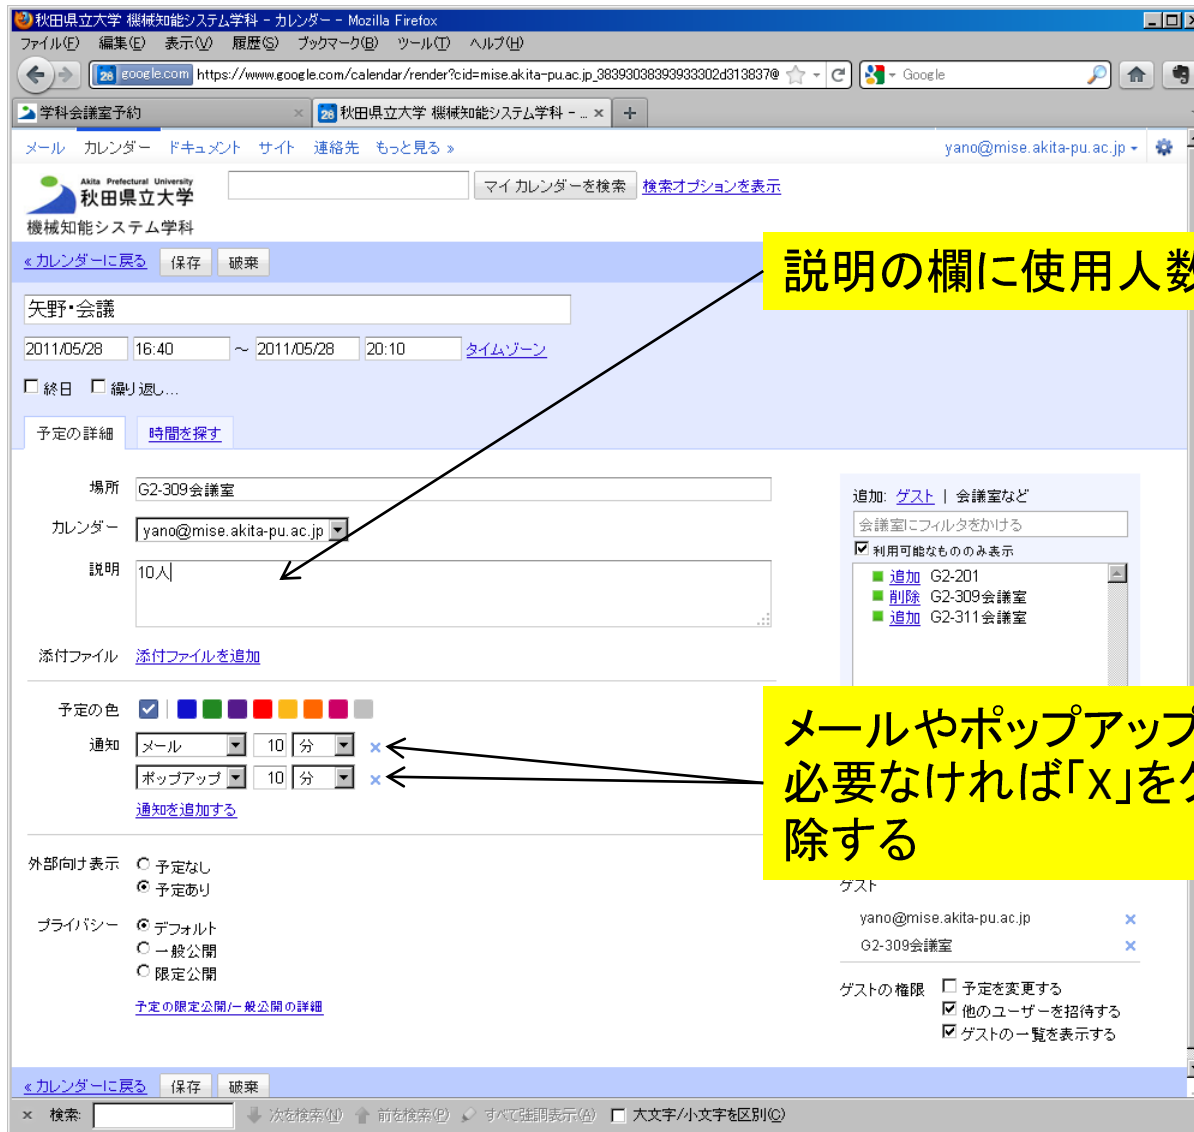 秋田県立大学 機械知能システム学科 - カレンダー - Mozilla Firefox
ファイル(F) 編集(E) 表示(V) 履歴(S) ブックマーク(B) ツール(T) ヘルプ(H)
28 google.com https://www.google.com/calendar/render?cid=mise.akita-pu.ac.jp_38393038393933302d313837@ Google
学科会議室予約 × 28 秋田県立大学 機械知能システム学科 - ... × +
メール カレンダー ドキュメント サイト 連絡先 もっと見る » yano@mise.akita-pu.ac.jp
Akita Prefectural University
秋田県立大学 マイカレンダーを検索 検索オプションを表示
機械知能システム学科
«カレンダーに戻る 保存 破棄
説明の欄に使用人数
矢野・会議
2011/05/28 16:40 ～ 2011/05/28 20:10 タイムゾーン
終日 繰り返し...
予定の詳細 時間を探す
場所 G2-309会議室
追加: ゲスト | 会議室など
カレンダー yano@mise.akita-pu.ac.jp
会議室にフィルタをかける
利用可能なもののみ表示
説明 10人
追加 G2-201
削除 G2-309会議室
追加 G2-311会議室
添付ファイル 添付ファイルを追加
予定の色
通知 メール 10 分 ×
ポップアップ 10 分 ×
通知を追加する
メールやポップアップ
必要なければ「X」を
除する
外部向け表示 予定なし
予定あり
ゲスト
yano@mise.akita-pu.ac.jp ×
G2-309会議室 ×
プライバシー デフォルト
一般公開
限定公開
予定の限定公開/一般公開の詳細
ゲストの権限 予定を変更する
他のユーザーを招待する
ゲストの一覧を表示する
«カレンダーに戻る 保存 破棄
× 検索: 次を検索(N) 前を検索(P) すべて強調表示(A) 大文字/小文字を区別(C)